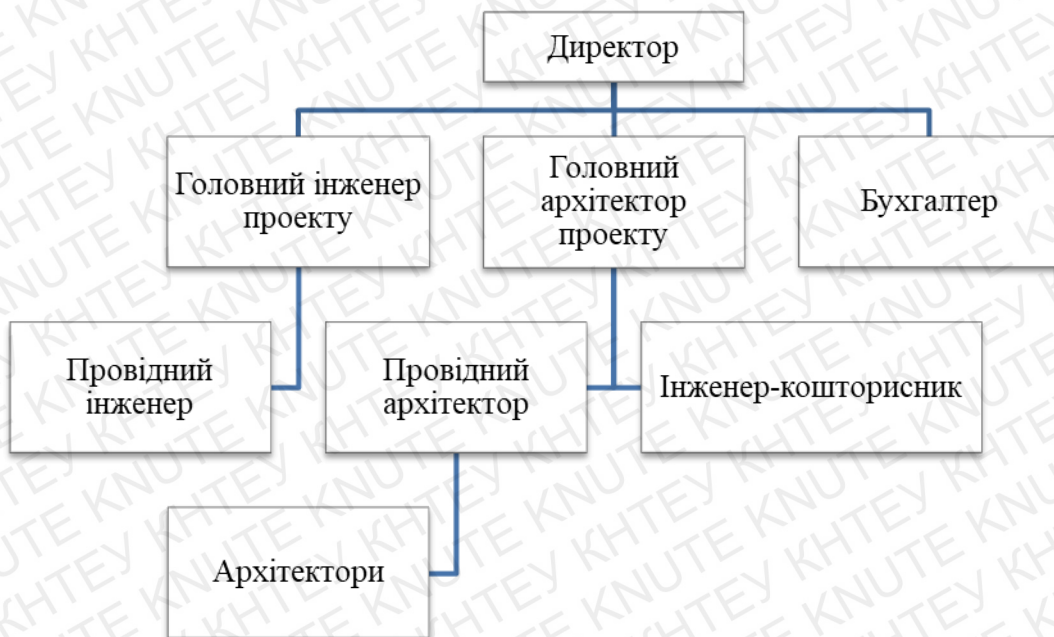 Директор
Головний інженер
проекту
Головний
архітектор
проекту
Бухгалтер
Провідний
інженер
Провідний
архітектор
Інженер-кошторисник
Архітектори